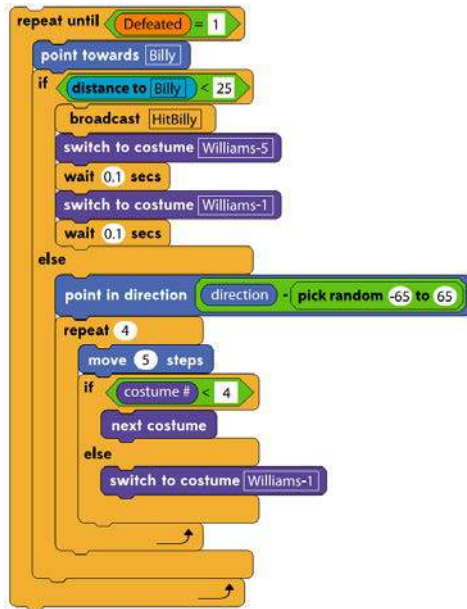 repeat until Defeated = 1
point towards Billy
if distance to Billy < 25
broadcast HitBilly
switch to costume Williams-5
wait 0.1 secs
switch to costume Williams-1
wait 0.1 secs
else
point in direction direction - pick random -65 to 65
repeat 4
move 5 steps
if costume # < 4
next costume
else
switch to costume Williams-1